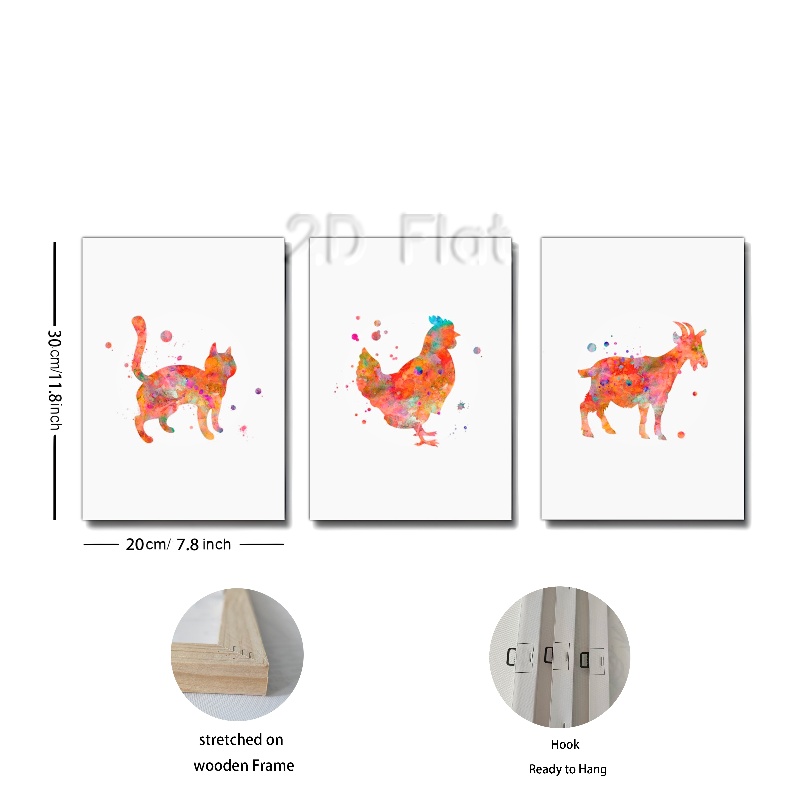 2D Flat
30cm/11.8inch
20cm/ 7.8 inch
stretched on
wooden Frame
Hook
Ready to Hang